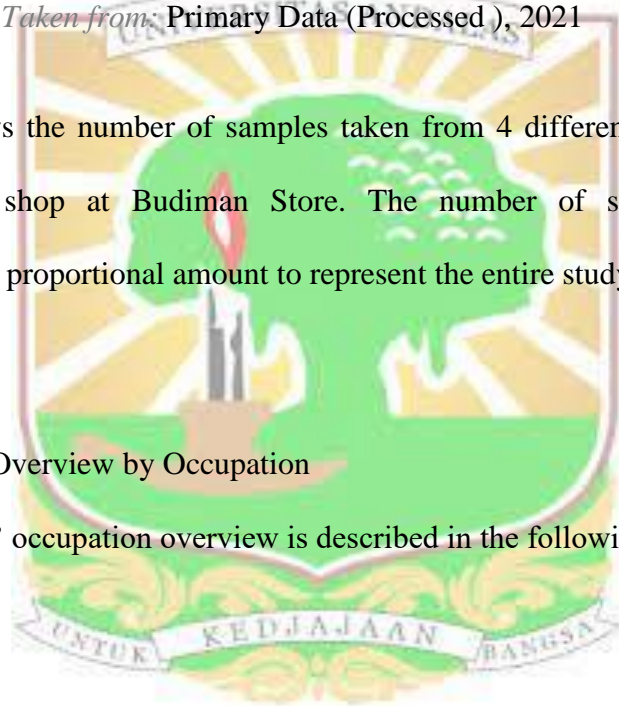 Taken from: Primary Data (Processed ), 2021
UNIVERSITAS ANDALAS
s the number of samples taken from 4 differen
shop at Budiman Store. The number of s
proportional amount to represent the entire study
Overview by Occupation
' occupation overview is described in the followi
UNTUK KEDJAJAAN BANGSA